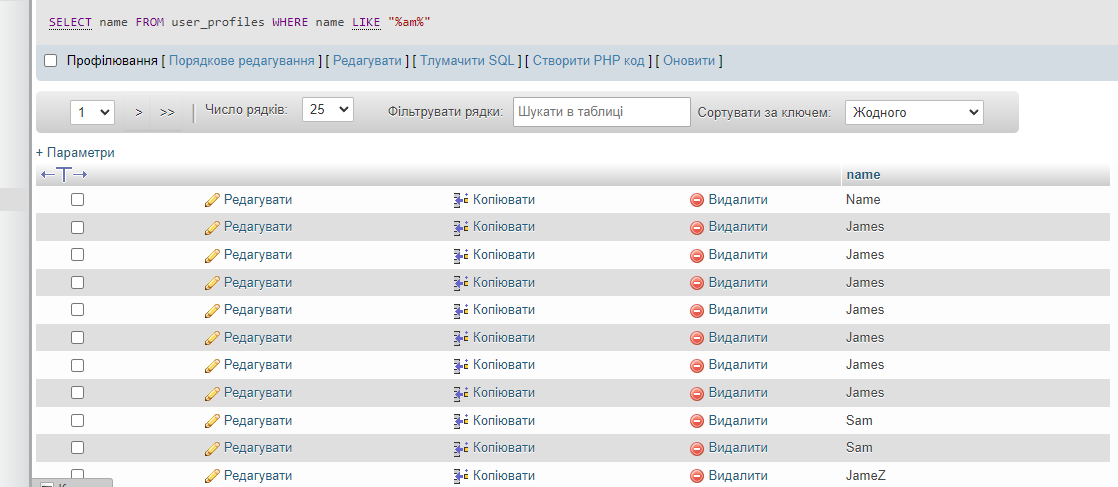 SELECT name FROM user_profiles WHERE name LIKE "%am%"
Профілювання [ Порядкове редагування ] [ Редагувати ] [ Тлумачити SQL ] [ Створити PHP код ] [ Оновити ]
1 > >> Число рядків: 25 Фільтрувати рядки: Шукати в таблиці Сортувати за ключем: Жодного
+ Параметри
←T→ name
Редагувати Копіювати Видалити Name
Редагувати Копіювати Видалити James
Редагувати Копіювати Видалити James
Редагувати Копіювати Видалити James
Редагувати Копіювати Видалити James
Редагувати Копіювати Видалити James
Редагувати Копіювати Видалити James
Редагувати Копіювати Видалити James
Редагувати Копіювати Видалити Sam
Редагувати Копіювати Видалити Sam
Редагувати Копіювати Видалити JameZ